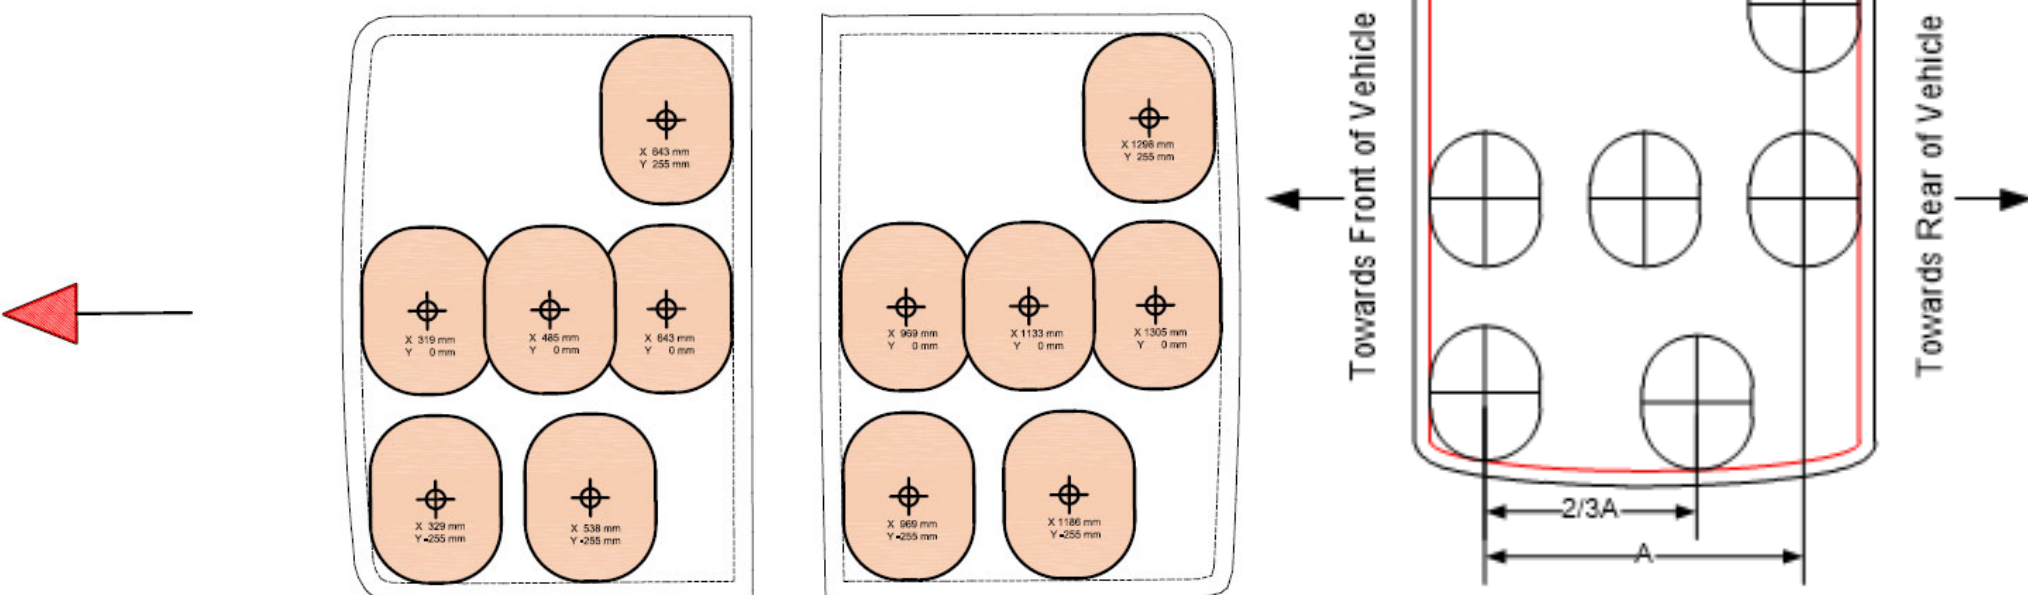 X 643 mm
Y 255 mm
X 319 mm
Y 0 mm
X 485 mm
Y 0 mm
X 643 mm
Y 0 mm
X 329 mm
Y -255 mm
X 538 mm
Y -255 mm
X 1298 mm
Y 255 mm
X 969 mm
Y 0 mm
X 1133 mm
Y 0 mm
X 1305 mm
Y 0 mm
X 969 mm
Y -255 mm
X 1186 mm
Y -255 mm
Towards Front of Vehicle
Towards Rear of Vehicle
2/3A
A